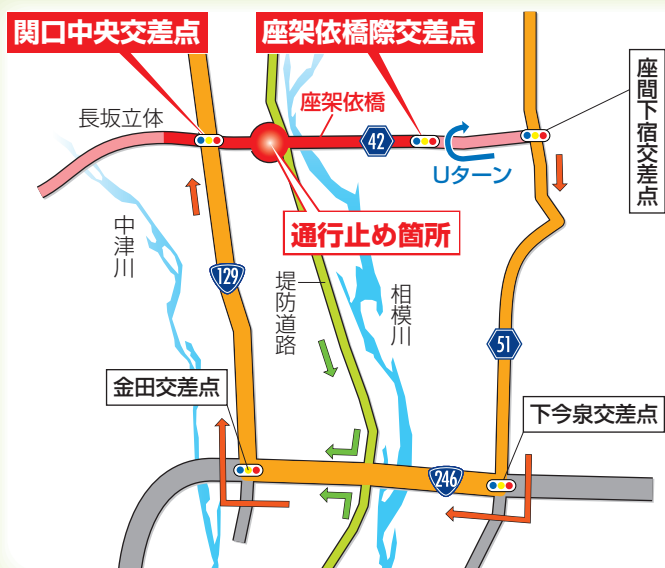 関口中央交差点
座架依橋際交差点
座間下宿交差点
長坂立体
座架依橋
42
Uターン
通行止め箇所
中津川
129
堤防道路
相模川
51
金田交差点
下今泉交差点
246